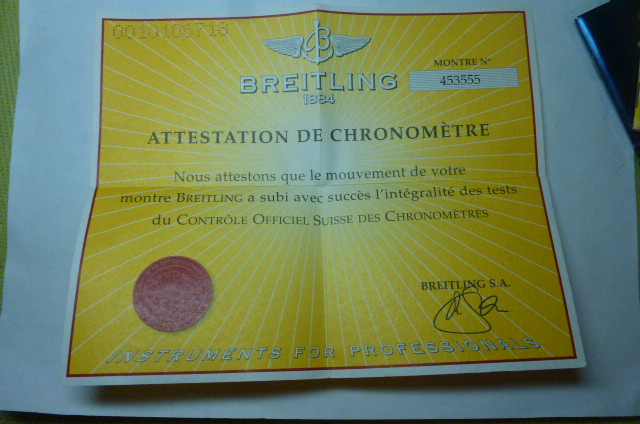 B
MONTRE N°
BREITLING
453555
1884
ATTESTATION DE CHRONOMÈTRE
Nous attestons que le mouvement de votre
montre BREITLING a subi avec succès l'intégralité des tests
du CONTRÔLE OFFICIEL SUISSE DES CHRONOMÈTRES
BREITLING S.A.
INSTRUMENTS FOR PROFESSIONALS